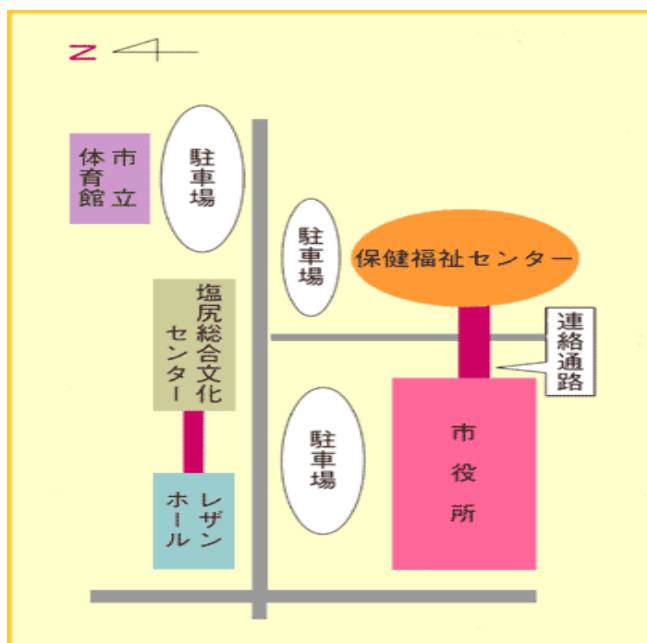 N
市立
体育館
駐車場
駐車場
保健福祉センター
塩尻総合文化
センター
連絡通路
駐車場
市役所
レザン
ホール